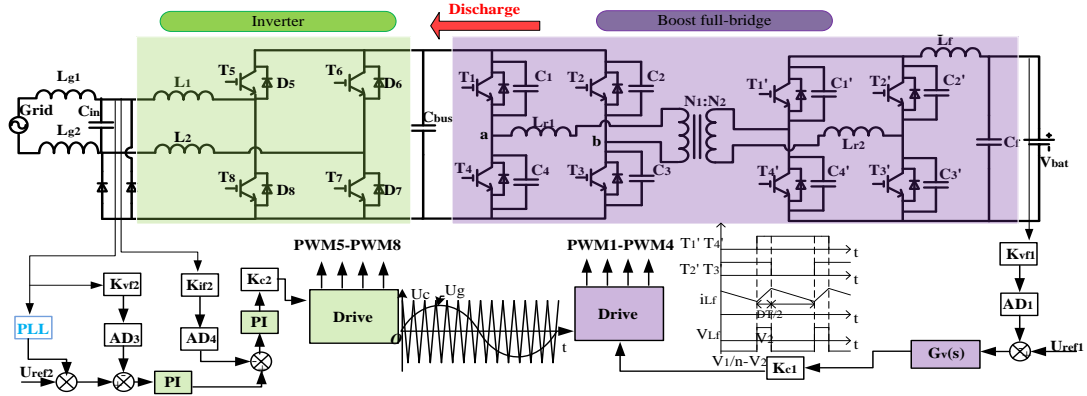 Inverter
Discharge
Boost full-bridge
Lg1
Grid
Lg2
Cin
L1
L2
T5
D5
T6
D6
T8
D8
T7
D7
Cbus
T1
C1
T2
C2
a
Lr1
b
T4
C4
T3
C3
N1:N2
T1'
C1'
T2'
C2'
Lr2
T4'
C4'
T3'
C3'
Lf
Cf
Vbat
PWM5-PWM8
PWM1-PWM4
Kvf2
Kif2
Kc2
PLL
AD3
AD4
PI
Uref2
PI
Drive
Uc
Ug
O
t
Drive
T1' T4'
t
T2' T3'
t
iLf
t
DT/2
VLf
V2
t
V1/n-V2
Kc1
Gv(s)
Kvf1
AD1
Uref1